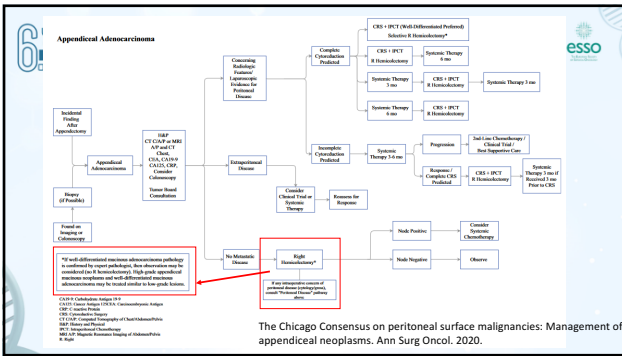 Appendiceal Adenocarcinoma
esso
Incidental
Finding
After
Appendectomy
Biopsy
(if Possible)
Found on
Imaging or
Colonoscopy
Appendiceal
Adenocarcinoma
H&P
CT C/A/P or MRI
A/P and CT
Chest,
CEA, CA19-9
CA125, CRP,
Consider
Colonoscopy
Tumor Board
Consultation
Concerning
Radiologic
Features/
Laparoscopic
Evidence for
Peritoneal
Disease
Complete
Cytoreduction
Predicted
CRS + IPCT (Well-Differentiated Preferred)
Selective R Hemicolectomy*
CRS + IPCT
R Hemicolectomy
Systemic Therapy
6 mo
Systemic Therapy
3 mo
CRS + IPCT
R Hemicolectomy
Systemic Therapy 3 mo
Systemic Therapy
6 mo
CRS + IPCT
R Hemicolectomy
Incomplete
Cytoreduction
Predicted
Systemic
Therapy 3-6 mo
Progression
2nd-Line Chemotherapy /
Clinical Trial /
Best Supportive Care
Response /
Complete CRS
Predicted
CRS + IPCT
R Hemicolectomy
Systemic
Therapy 3 mo if
Received 3 mo
Prior to CRS
Extraperitoneal
Disease
Consider
Clinical Trial or
Systemic
Therapy
Reassess for
Response
No Metastatic
Disease
Right
Hemicolectomy*
If any intraoperative concern of
peritoneal disease (cytology/gross),
consult "Peritoneal Disease" pathway
above
Node Positive
Consider
Systemic
Chemotherapy
Node Negative
Observe
*If well-differentiated mucinous adenocarcinoma pathology
is confirmed by expert pathologist, then observation may be
considered (no R hemicolectomy). High-grade appendiceal
mucinous neoplasms and well-differentiated mucinous
adenocarcinoma may be treated similar to low-grade lesions.
CA19-9: Carbohydrate Antigen 19-9
CA125: Cancer Antigen 125CEA: Carcinoembryonic Antigen
CRP: C-reactive Protein
CRS: Cytoreductive Surgery
CT C/A/P: Computed Tomography of Chest/Abdomen/Pelvis
H&P: History and Physical
IPCT: Intraperitoneal Chemotherapy
MRI A/P: Magnetic Resonance Imaging of Abdomen/Pelvis
R: Right
The Chicago Consensus on peritoneal surface malignancies: Management of
appendiceal neoplasms. Ann Surg Oncol. 2020.